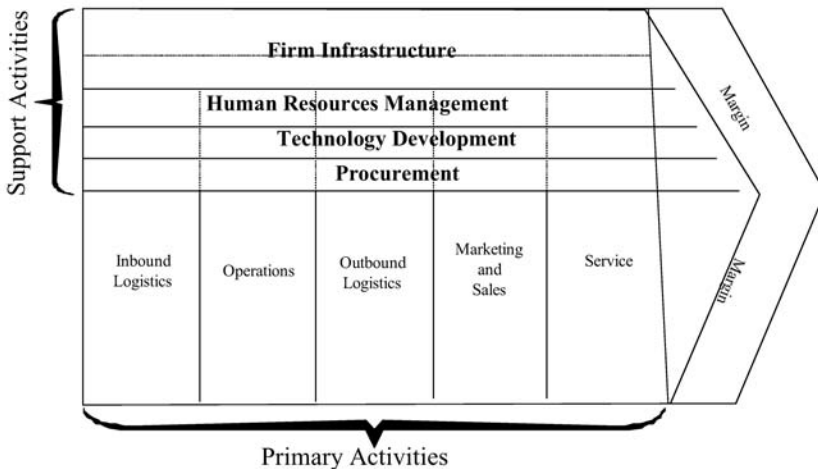 Support Activities
Firm Infrastructure
Human Resources Management
Technology Development
Procurement
Margin
Inbound
Logistics
Operations
Outbound
Logistics
Marketing
and
Sales
Service
Margin
Primary Activities